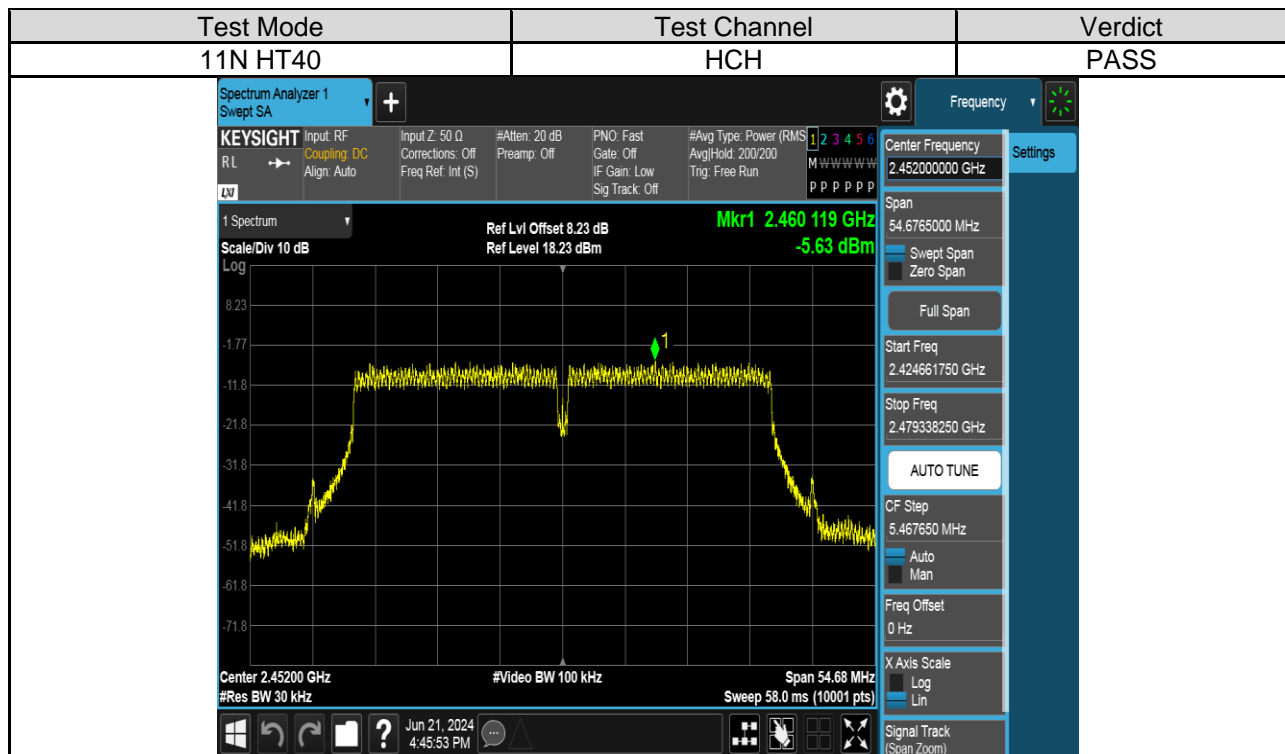 Test Mode Test Channel Verdict
11N HT40 HCH PASS
Spectrum Analyzer 1
Swept SA
+
Frequency
KEYSIGHT Input: RF Input Z: 50 Ω #Atten: 20 dB PNO: Fast #Avg Type: Power (RMS 1 2 3 4 5 6
R L Coupling: DC Corrections: Off Preamp: Off Gate: Off Avg|Hold: 200/200 M W W W W W
Align: Auto Freq Ref: Int (S) IF Gain: Low Trig: Free Run
LXI Sig Track: Off P P P P P P
1 Spectrum Ref Lvl Offset 8.23 dB Mkr1 2.460 119 GHz
Scale/Div 10 dB Ref Level 18.23 dBm -5.63 dBm
Log
8.23
-1.77
1
-11.8
-21.8
-31.8
-41.8
-51.8
-61.8
-71.8
Center 2.45200 GHz #Video BW 100 kHz Span 54.68 MHz
#Res BW 30 kHz Sweep 58.0 ms (10001 pts)
? Jun 21, 2024
4:45:53 PM
Center Frequency
2.452000000 GHz
Settings
Span
54.6765000 MHz
Swept Span
Zero Span
Full Span
Start Freq
2.424661750 GHz
Stop Freq
2.479338250 GHz
AUTO TUNE
CF Step
5.467650 MHz
Auto
Man
Freq Offset
0 Hz
X Axis Scale
Log
Lin
Signal Track
(Span Zoom)